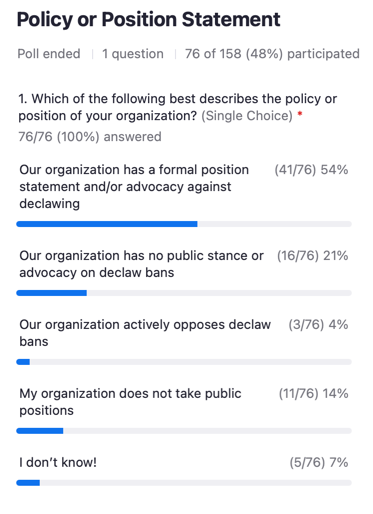 Policy or Position Statement
Poll ended | 1 question | 76 of 158 (48%) participated
1. Which of the following best describes the policy or
position of your organization? (Single Choice) *
76/76 (100%) answered
Our organization has a formal position (41/76) 54%
statement and/or advocacy against
declawing
Our organization has no public stance or (16/76) 21%
advocacy on declaw bans
Our organization actively opposes declaw (3/76) 4%
bans
My organization does not take public (11/76) 14%
positions
I don’t know! (5/76) 7%